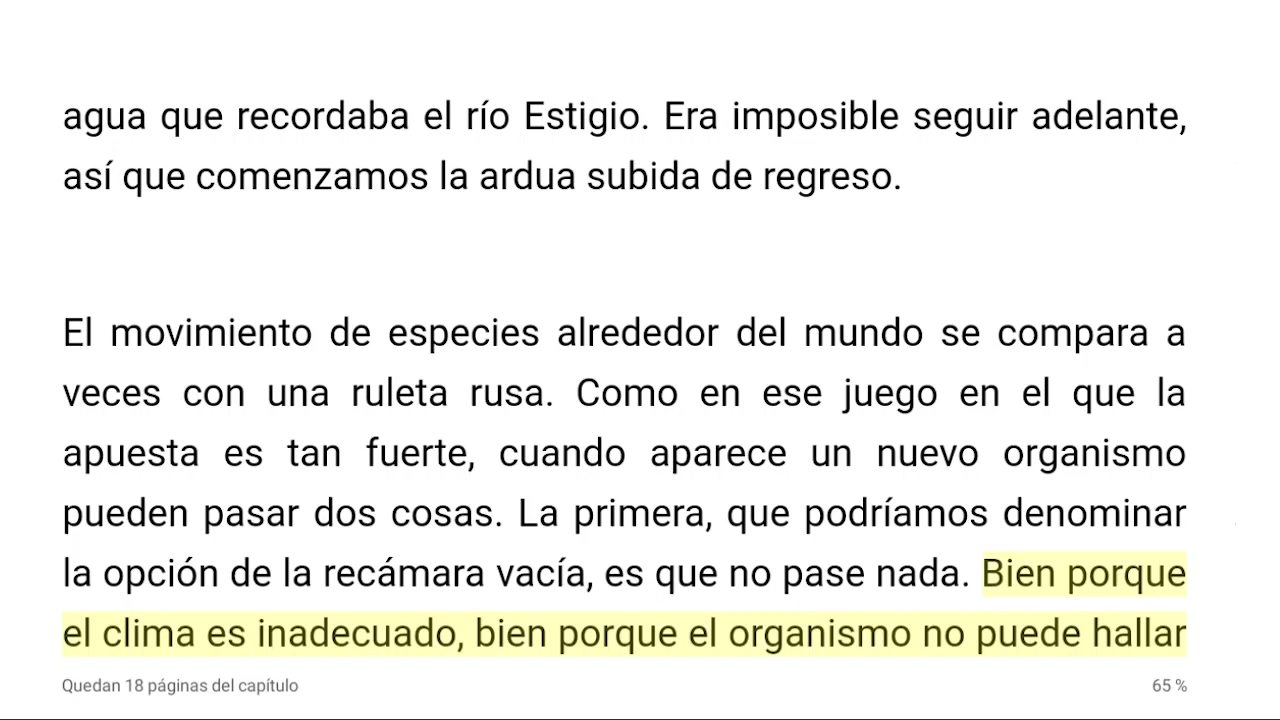 agua que recordaba el río Estigio. Era imposible seguir adelante,
así que comenzamos la ardua subida de regreso.
El movimiento de especies alrededor del mundo se compara a
veces con una ruleta rusa. Como en ese juego en el que la
apuesta es tan fuerte, cuando aparece un nuevo organismo
pueden pasar dos cosas. La primera, que podríamos denominar
la opción de la recámara vacía, es que no pase nada. Bien porque
el clima es inadecuado, bien porque el organismo no puede hallar
Quedan 18 páginas del capítulo 65 %